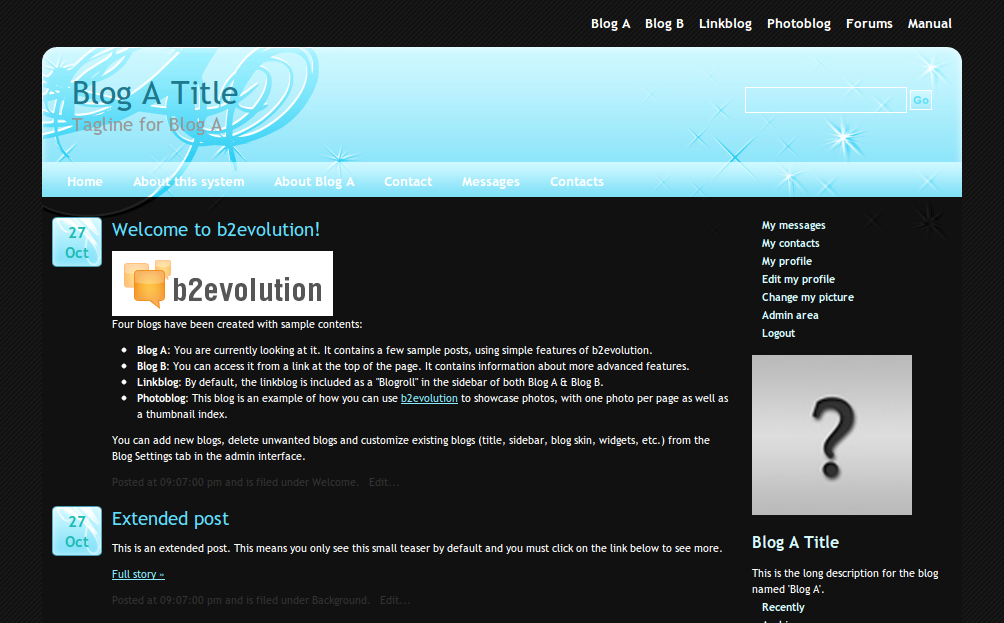 Blog A Blog B Linkblog Photoblog Forums Manual
Blog A Title
Tagline for Blog A
Go
Home About this system About Blog A Contact Messages Contacts
27
Oct
Welcome to b2evolution!
b2evolution
Four blogs have been created with sample contents:
Blog A: You are currently looking at it. It contains a few sample posts, using simple features of b2evolution.
Blog B: You can access it from a link at the top of the page. It contains information about more advanced features.
Linkblog: By default, the linkblog is included as a "Blogroll" in the sidebar of both Blog A & Blog B.
Photoblog: This blog is an example of how you can use b2evolution to showcase photos, with one photo per page as well as
a thumbnail index.
You can add new blogs, delete unwanted blogs and customize existing blogs (title, sidebar, blog skin, widgets, etc.) from the
Blog Settings tab in the admin interface.
Posted at 09:07:00 pm and is filed under Welcome. Edit...
27
Oct
Extended post
This is an extended post. This means you only see this small teaser by default and you must click on the link below to see more.
Full story »
Posted at 09:07:00 pm and is filed under Background. Edit...
My messages
My contacts
My profile
Edit my profile
Change my picture
Admin area
Logout
?
Blog A Title
This is the long description for the blog
named 'Blog A'.
Recently